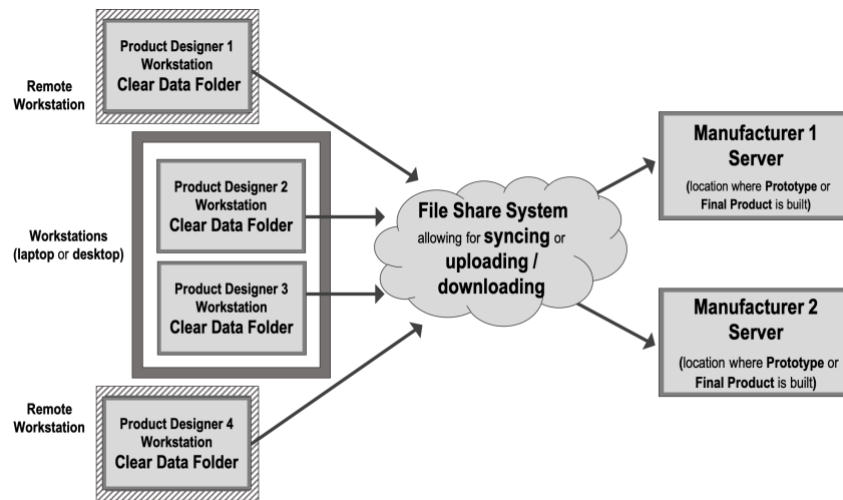 Product Designer 1
Workstation
Clear Data Folder
Remote
Workstation
Product Designer 2
Workstation
Clear Data Folder
Workstations
(laptop or desktop)
Product Designer 3
Workstation
Clear Data Folder
Remote
Workstation
Product Designer 4
Workstation
Clear Data Folder
File Share System
allowing for syncing or
uploading /
downloading
Manufacturer 1
Server
(location where Prototype or
Final Product is built)
Manufacturer 2
Server
(location where Prototype or
Final Product is built)